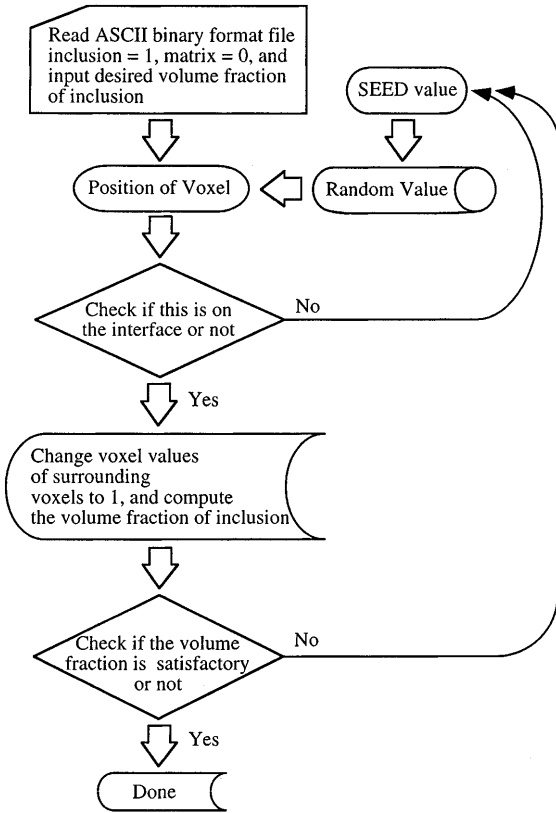 Read ASCII binary format file
inclusion = 1, matrix = 0, and
input desired volume fraction
of inclusion
SEED value
Position of Voxel
Random Value
Check if this is on
the interface or not
No
Yes
Change voxel values
of surrounding
voxels to 1, and compute
the volume fraction of inclusion
Check if the volume
fraction is satisfactory
or not
No
Yes
Done